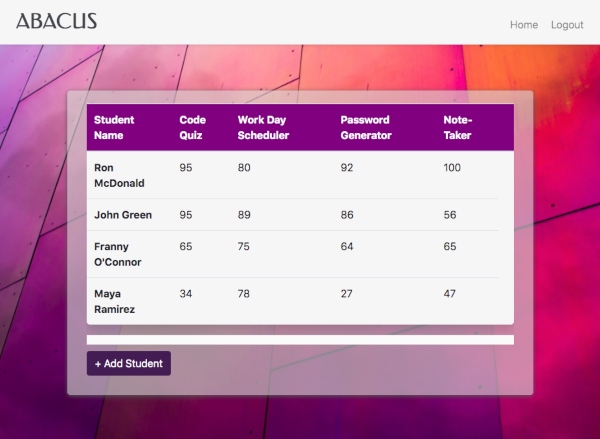 ABACUS
Home Logout
Student Name Code Quiz Work Day Scheduler Password Generator Note-Taker
Ron McDonald 95 80 92 100
John Green 95 89 86 56
Franny O'Connor 65 75 64 65
Maya Ramirez 34 78 27 47
+ Add Student